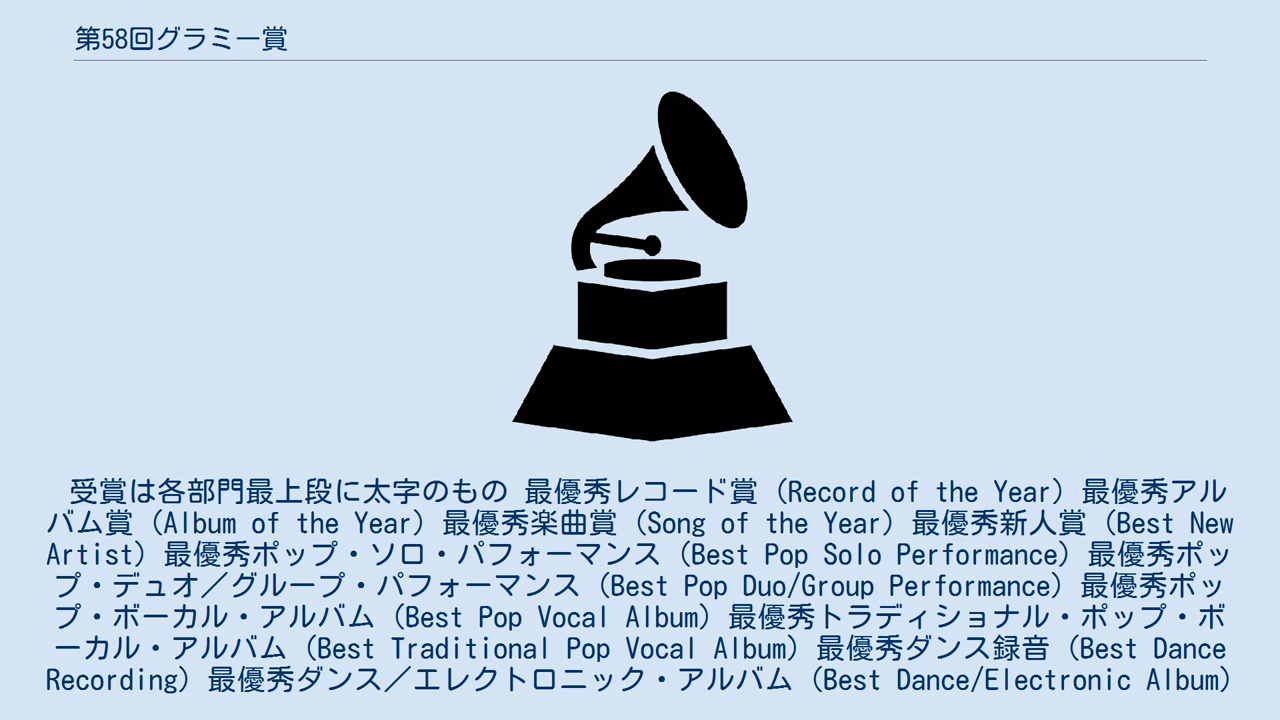 第58回グラミー賞
受賞は各部門最上段に太字のもの 最優秀レコード賞（Record of the Year）最優秀アル
バム賞（Album of the Year）最優秀楽曲賞（Song of the Year）最優秀新人賞（Best New
Artist）最優秀ポップ・ソロ・パフォーマンス（Best Pop Solo Performance）最優秀ポッ
プ・デュオ／グループ・パフォーマンス（Best Pop Duo/Group Performance）最優秀ポッ
プ・ボーカル・アルバム（Best Pop Vocal Album）最優秀トラディショナル・ポップ・ボ
ーカル・アルバム（Best Traditional Pop Vocal Album）最優秀ダンス録音（Best Dance
Recording）最優秀ダンス／エレクトロニック・アルバム（Best Dance/Electronic Album）